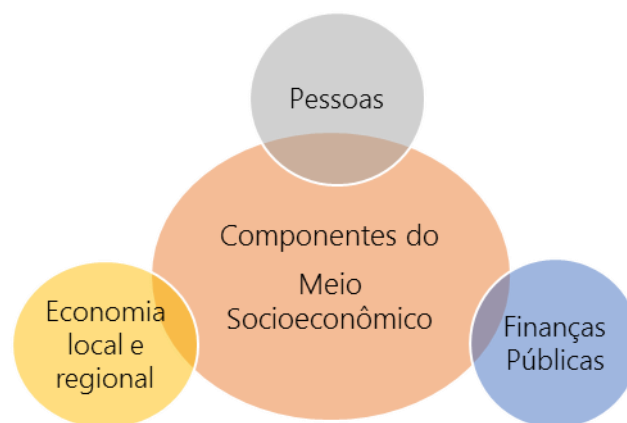 Pessoas
Componentes do
Meio
Socioeconômico
Economia
local e
regional
Finanças
Públicas